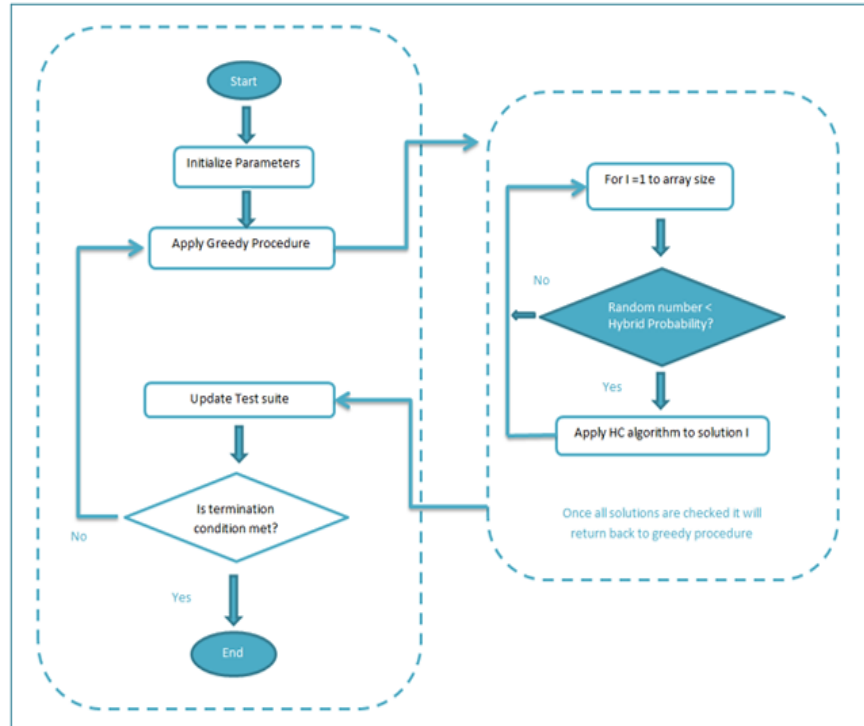 Start
Initialize Parameters
Apply Greedy Procedure
Update Test suite
Is termination
condition met?
No
Yes
End
For I =1 to array size
No
Random number <
Hybrid Probability?
Yes
Apply HC algorithm to solution I
Once all solutions are checked it will
return back to greedy procedure